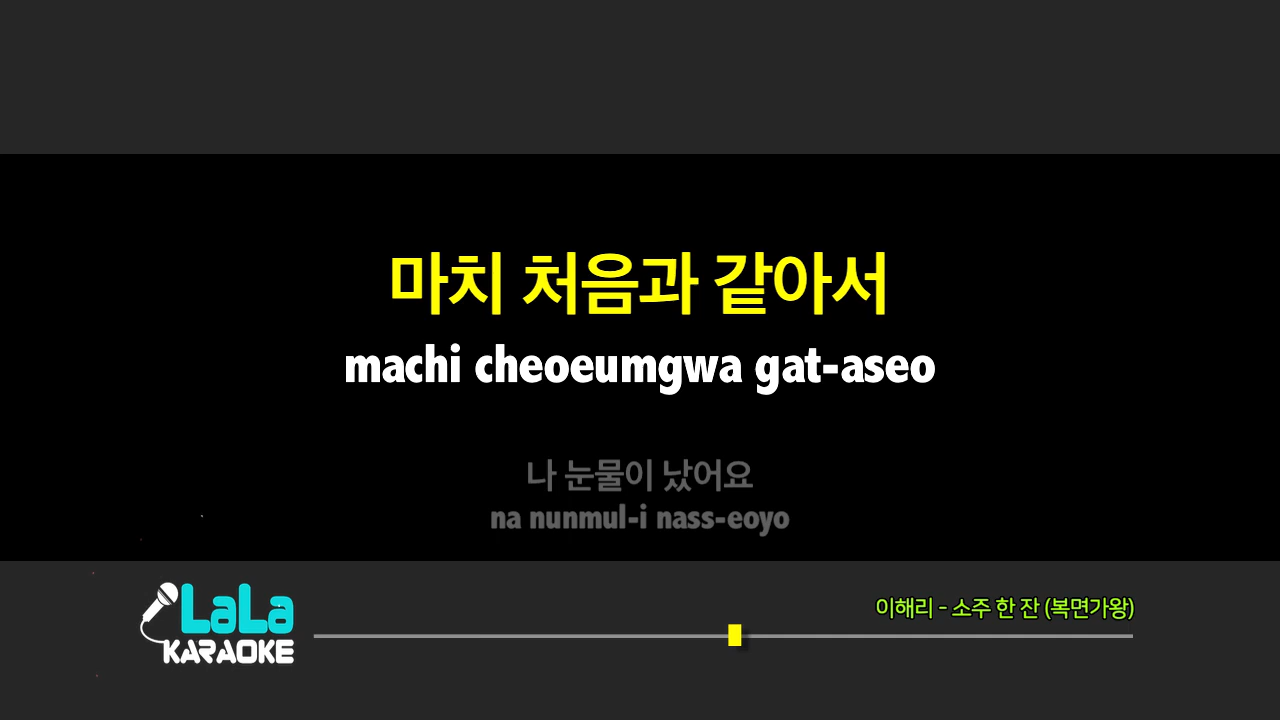 마치 처음과 같아서
machi cheoeumgwa gat-aseo
나 눈물이 났어요
na nunmul-i nass-eoyo
LaLa
KARAOKE
이해리 - 소주 한 잔 (복면가왕)